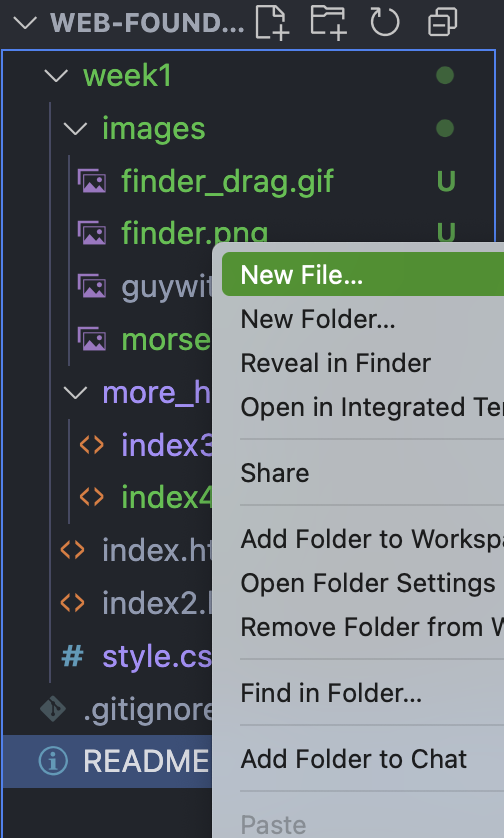 WEB-FOUND...
week1
images
finder_drag.gif U
finder.png U
guywit
morse
more_h
index3
index4
index.ht
index2.
# style.cs
.gitignore
README
New File...
New Folder...
Reveal in Finder
Open in Integrated Te
Share
Add Folder to Workspa
Open Folder Settings
Remove Folder from W
Find in Folder...
Add Folder to Chat
Paste